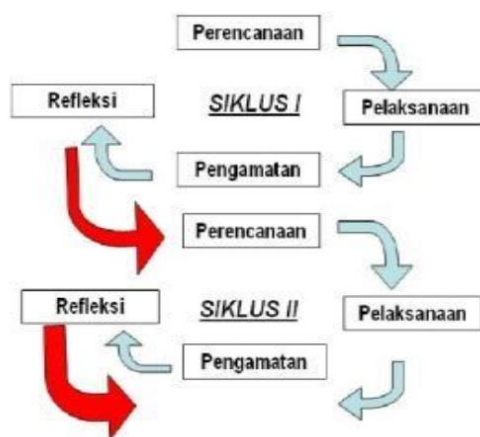 Perencanaan
Refleksi
SIKLUS I
Pelaksanaan
Pengamatan
Perencanaan
Refleksi
SIKLUS II
Pelaksanaan
Pengamatan